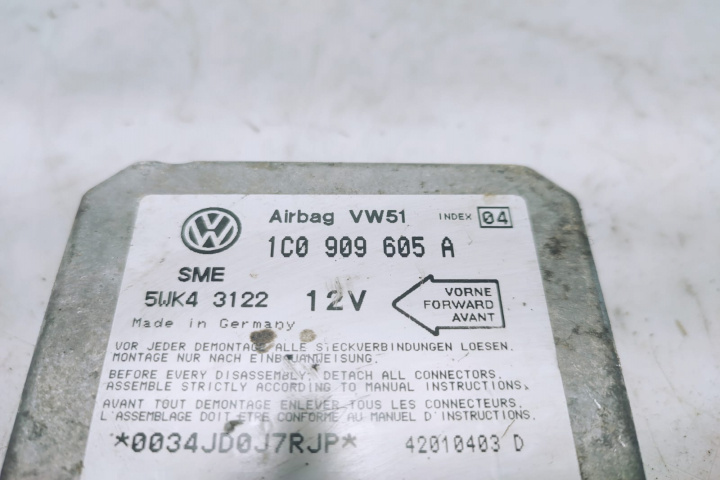 Airbag VW51 INDEX 04
1C0 909 605 A
SME
5WK4 3122 12V
VORNE
FORWARD
AVANT
Made in Germany
VOR JEDER DEMONTAGE ALLE STECKVERBINDUNGEN LOESEN.
MONTAGE NUR NACH EINBAUANWEISUNG.
BEFORE EVERY DISASSEMBLY DETACH ALL CONNECTORS.
ASSEMBLE STRICTLY ACCORDING TO MANUAL INSTRUCTIONS.
AVANT TOUT DEMONTAGE ENLEVER TOUS LES CONNECTEURS.
L'ASSEMBLAGE DOIT ETRE CONFORME AU MANUEL D'INSTRUCTIONS.
*0034JD0J7RJP* 42010403 D